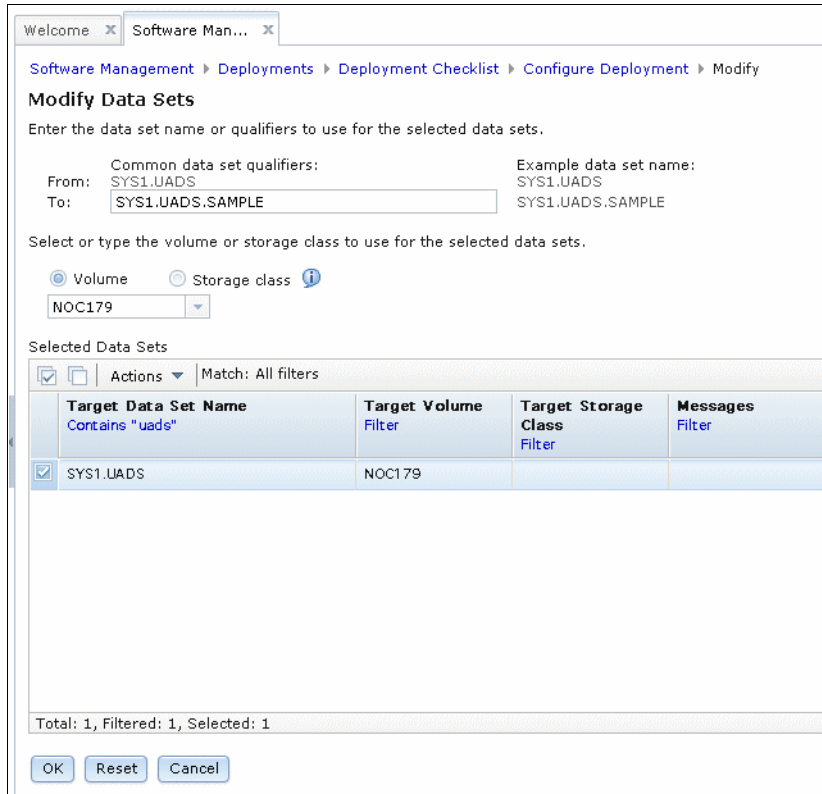 Welcome Software Man...
Software Management Deployments Deployment Checklist Configure Deployment Modify
Modify Data Sets
Enter the data set name or qualifiers to use for the selected data sets.
Common data set qualifiers: Example data set name:
From: SYS1.UADS SYS1.UADS
To: SYS1.UADS.SAMPLE SYS1.UADS.SAMPLE
Select or type the volume or storage class to use for the selected data sets.
Volume Storage class
NOC179
Selected Data Sets
Actions Match: All filters
Target Data Set Name Target Volume Target Storage Messages
Contains "uads" Filter Class Filter
Filter
SYS1.UADS NOC179
Total: 1, Filtered: 1, Selected: 1
OK Reset Cancel